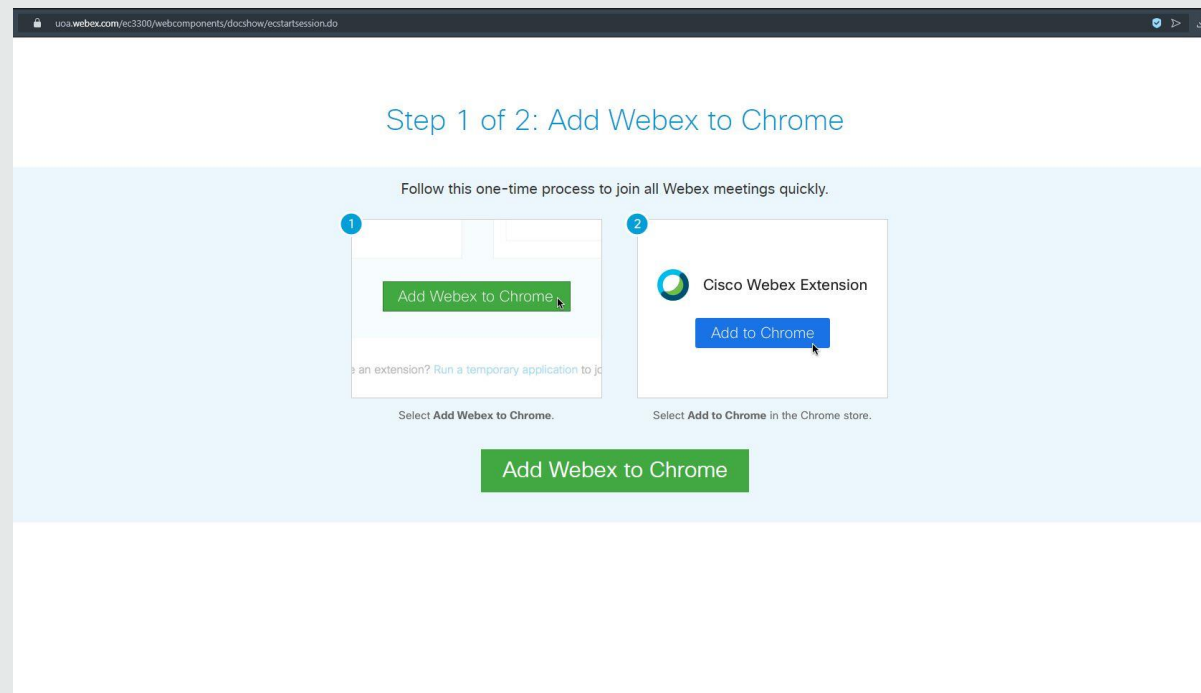 uoa.webex.com/ec3300/webcomponents/docshow/ecstartsession.do
Step 1 of 2: Add Webex to Chrome
Follow this one-time process to join all Webex meetings quickly.
1
Add Webex to Chrome
an extension? Run a temporary application to
Select Add Webex to Chrome.
2
Cisco Webex Extension
Add to Chrome
Select Add to Chrome in the Chrome store.
Add Webex to Chrome